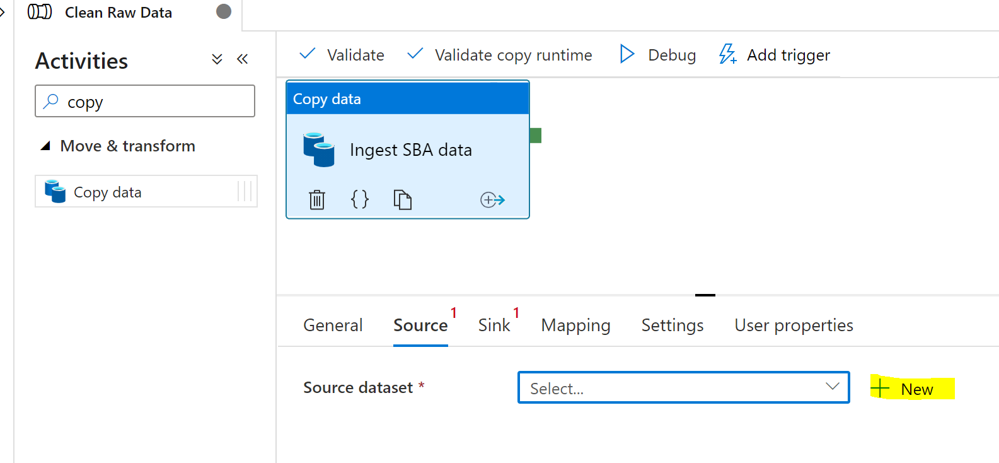 Clean Raw Data
Activities
copy
Move & transform
Copy data
Validate
Validate copy runtime
Debug
Add trigger
Copy data
Ingest SBA data
{}
General
Source 1
Sink 1
Mapping
Settings
User properties
Source dataset *
Select...
+ New